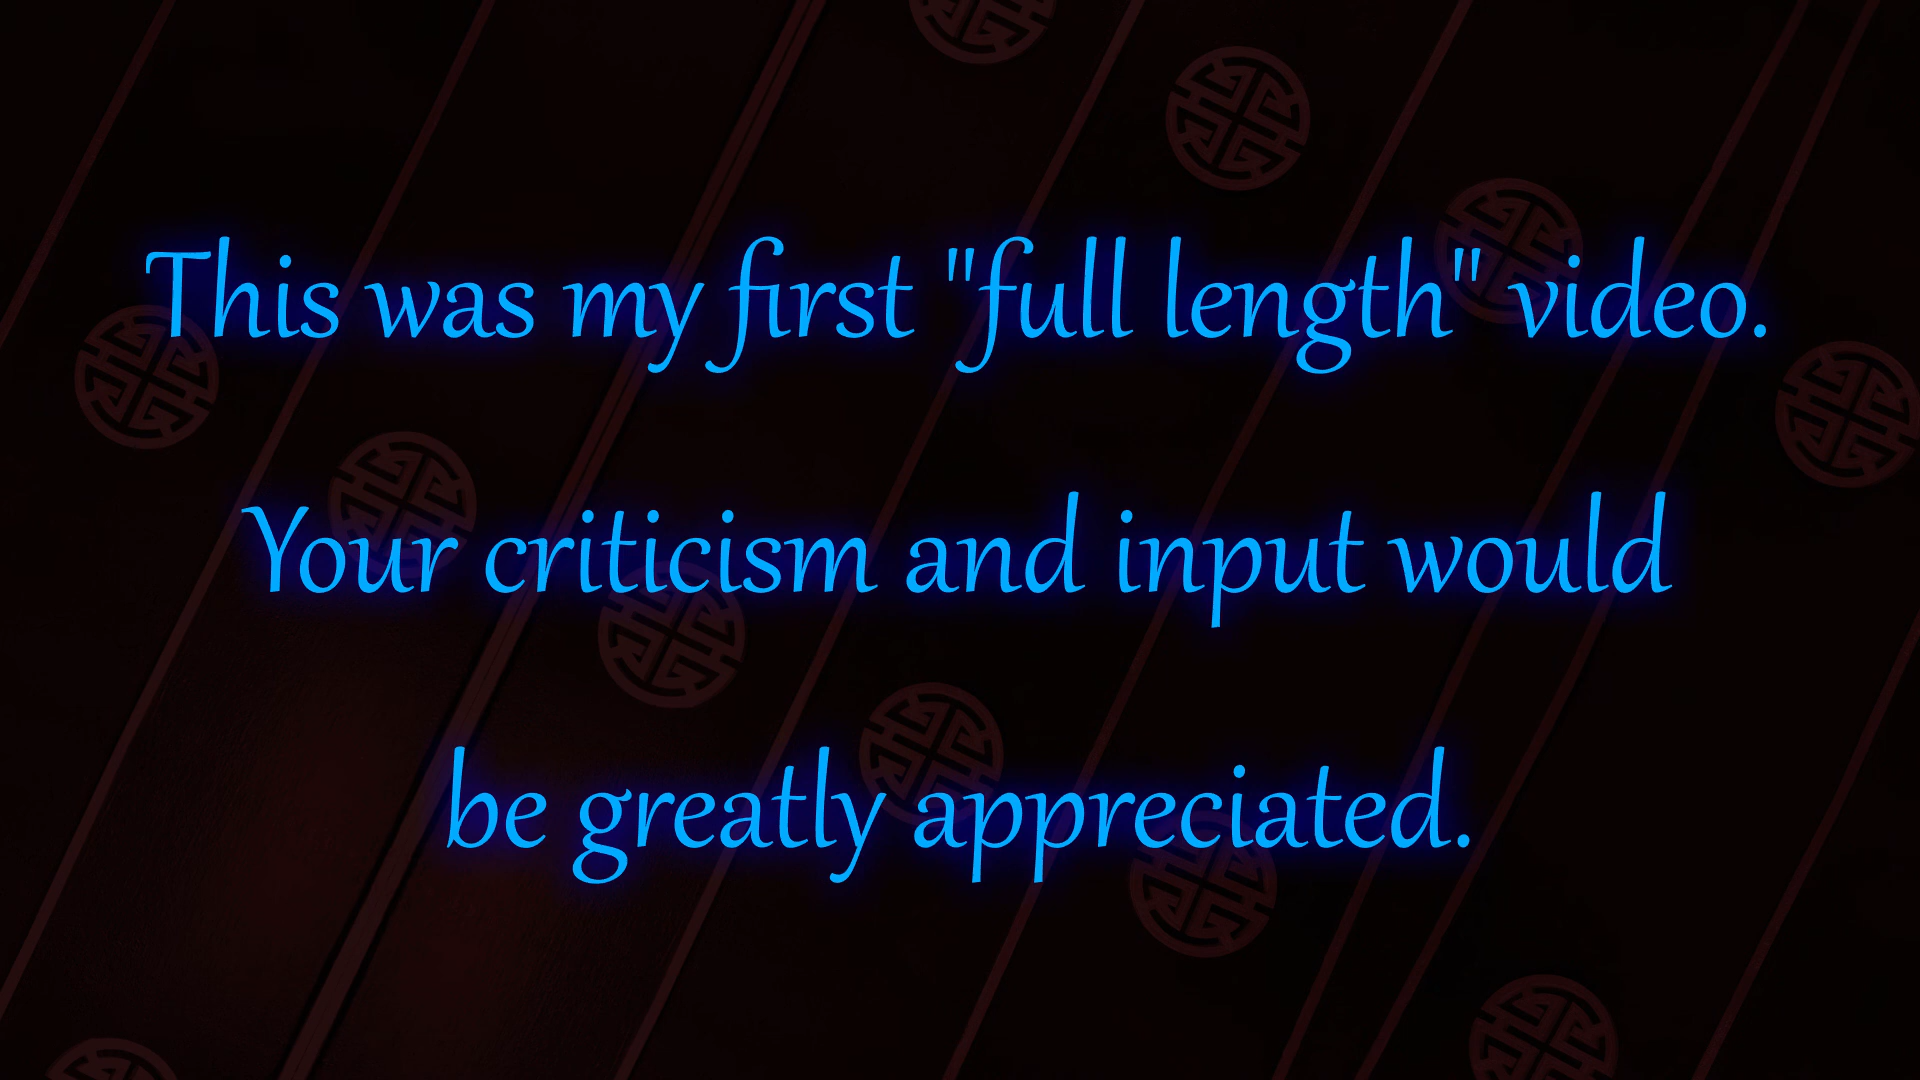 This was my first "full length" video.
Your criticism and input would
be greatly appreciated.